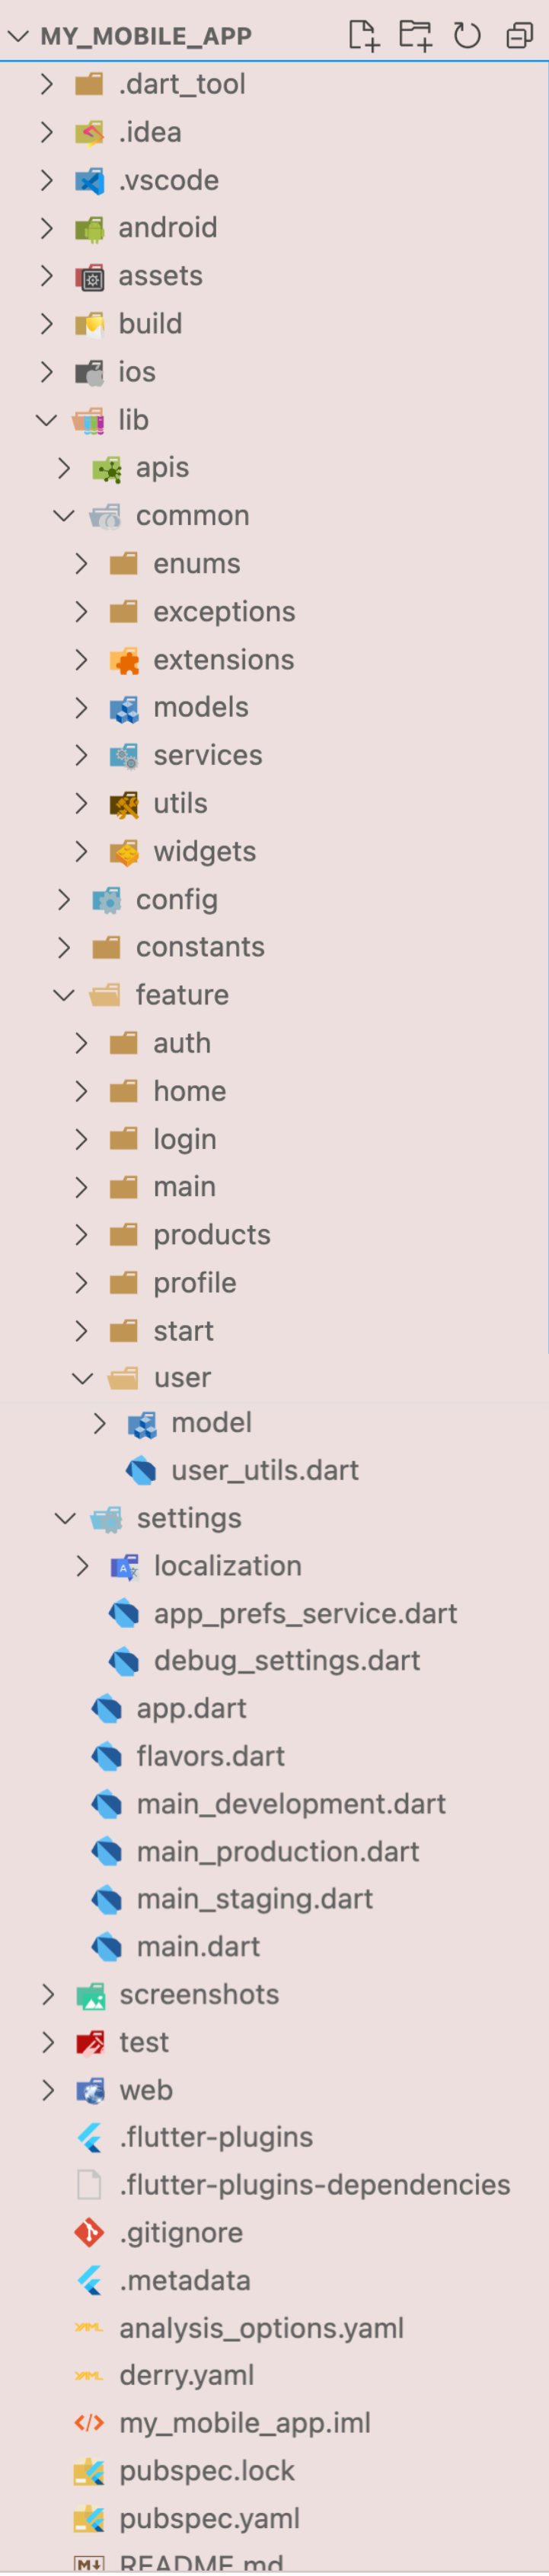 MY_MOBILE_APP
.dart_tool
.idea
.vscode
android
assets
build
ios
lib
apis
common
enums
exceptions
extensions
models
services
utils
widgets
config
constants
feature
auth
home
login
main
products
profile
start
user
model
user_utils.dart
settings
localization
app_prefs_service.dart
debug_settings.dart
app.dart
flavors.dart
main_development.dart
main_production.dart
main_staging.dart
main.dart
screenshots
test
web
.flutter-plugins
.flutter-plugins-dependencies
.gitignore
.metadata
analysis_options.yaml
derry.yaml
my_mobile_app.iml
pubspec.lock
pubspec.yaml
README.md